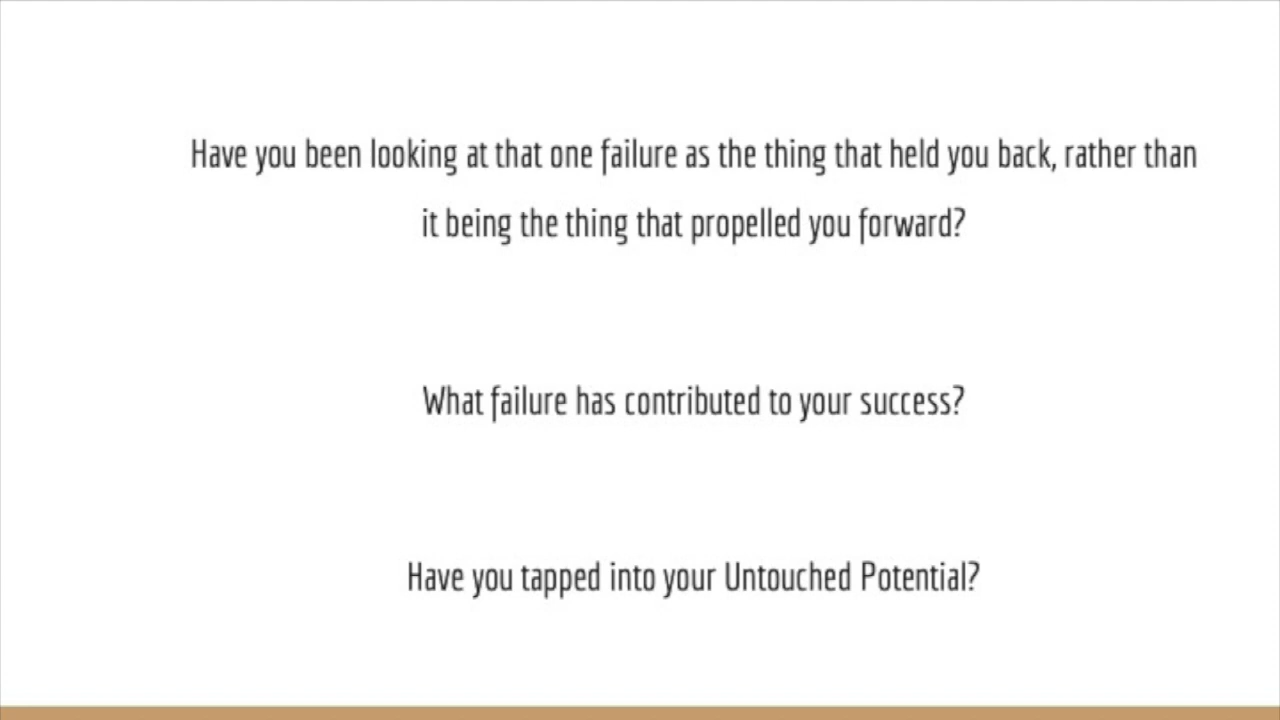 Have you been looking at that one failure as the thing that held you back, rather than
it being the thing that propelled you forward?
What failure has contributed to your success?
Have you tapped into your Untouched Potential?